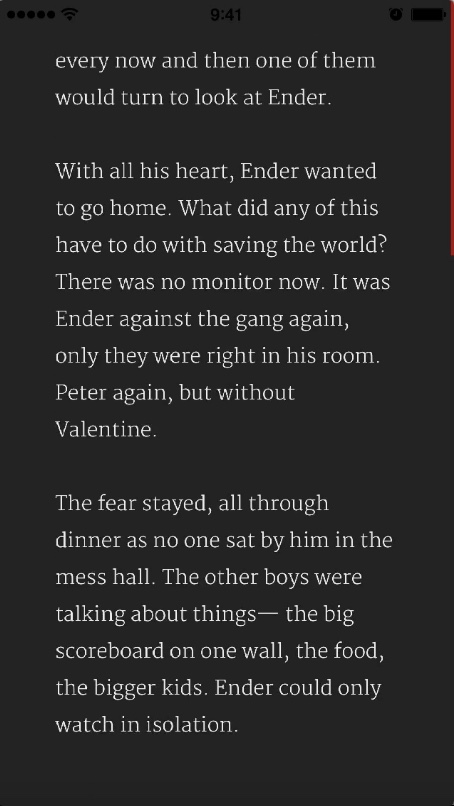 9:41
every now and then one of them
would turn to look at Ender.
With all his heart, Ender wanted
to go home. What did any of this
have to do with saving the world?
There was no monitor now. It was
Ender against the gang again,
only they were right in his room.
Peter again, but without
Valentine.
The fear stayed, all through
dinner as no one sat by him in the
mess hall. The other boys were
talking about things— the big
scoreboard on one wall, the food,
the bigger kids. Ender could only
watch in isolation.